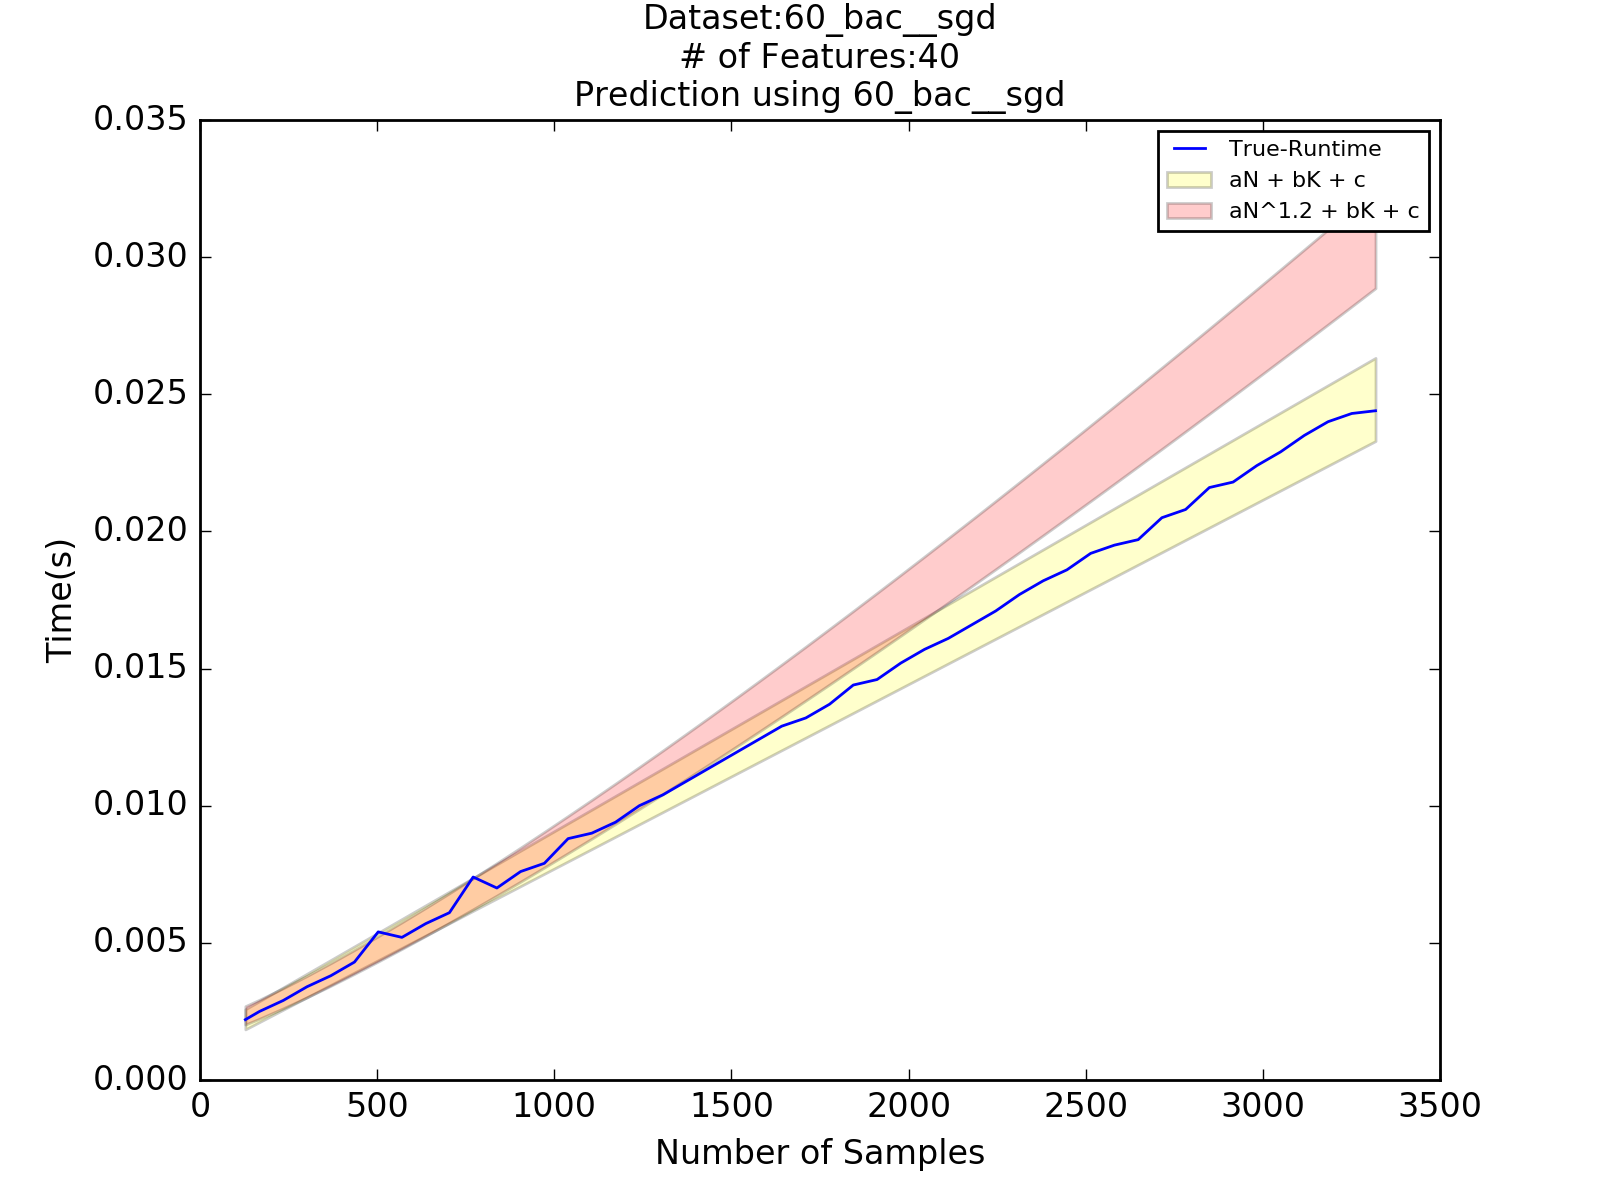 Dataset:60_bac__sgd
# of Features:40
Prediction using 60_bac__sgd
0.035
0.030
0.025
0.020
0.015
0.010
0.005
0.000
Time(s)
True-Runtime
aN + bK + c
aN^1.2 + bK + c
0 500 1000 1500 2000 2500 3000 3500
Number of Samples